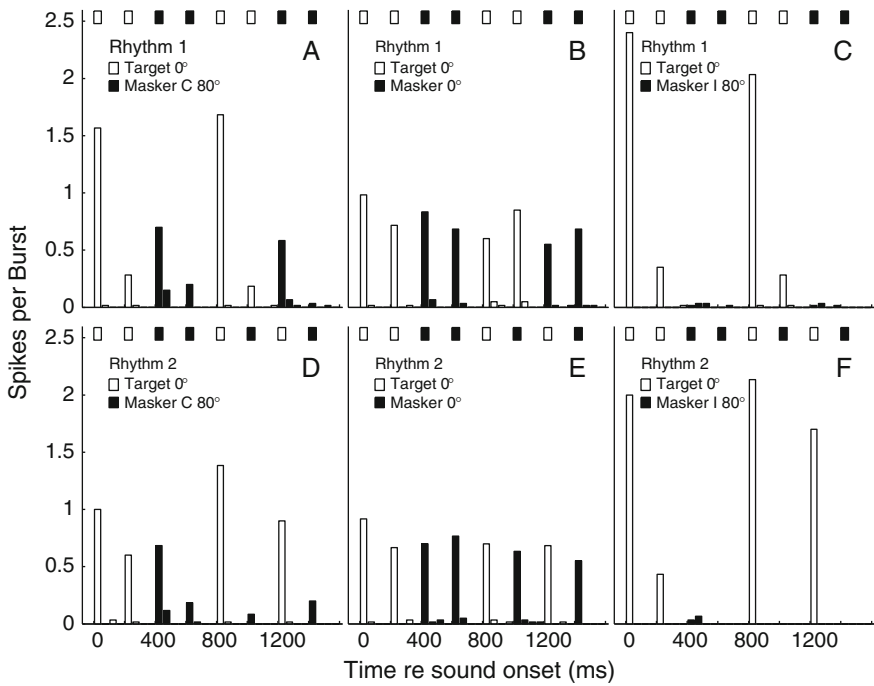 2.5
2
1.5
1
0.5
0
Rhythm 1
A
Target 0°
Masker C 80°
Rhythm 1
B
Target 0°
Masker 0°
Rhythm 1
C
Target 0°
Masker I 80°
2.5
2
1.5
1
0.5
0
Rhythm 2
D
Target 0°
Masker C 80°
Rhythm 2
E
Target 0°
Masker 0°
Rhythm 2
F
Target 0°
Masker I 80°
Spikes per Burst
0 400 800 1200
0 400 800 1200
0 400 800 1200
Time re sound onset (ms)